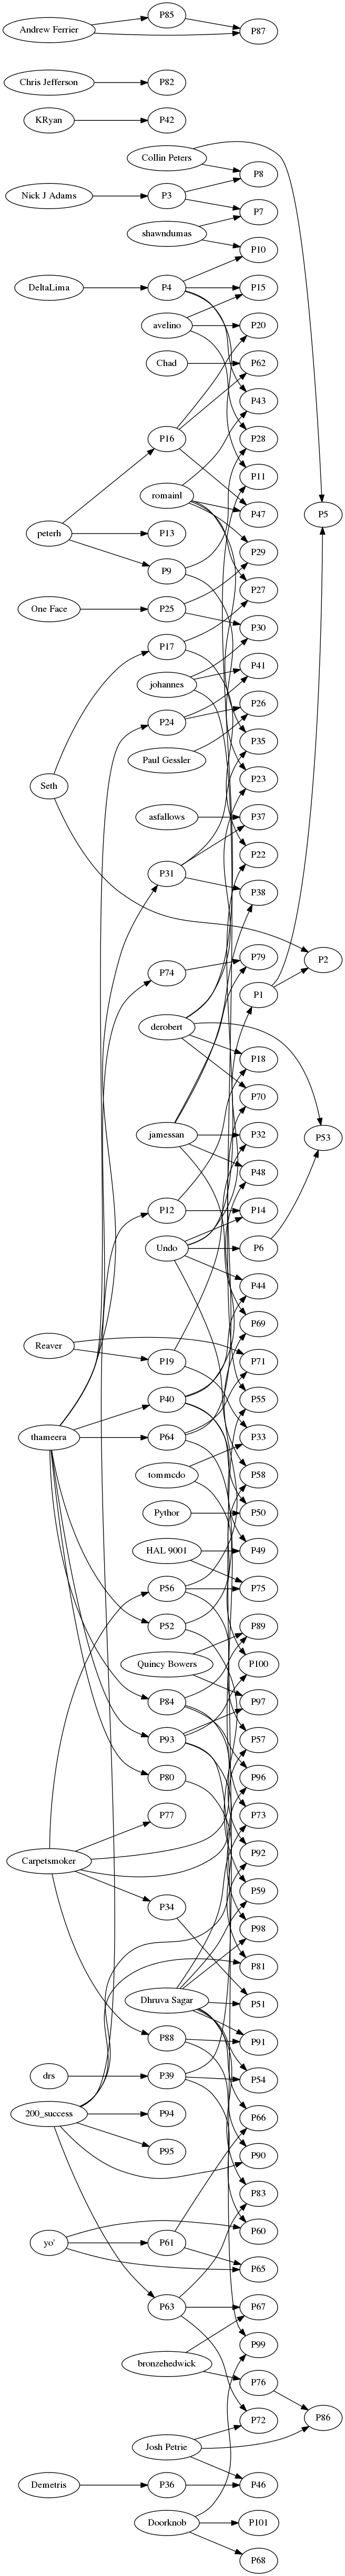 P85
Andrew Ferrier
P87
Chris Jefferson
P82
KRyan
P42
Collin Peters
P8
Nick J Adams
P3
P7
shawndumas
P10
DeltaLima
P4
P15
avelino
P20
Chad
P62
P43
P16
P28
P11
romainl
P47
P5
peterh
P13
P29
P9
P27
One Face
P25
P30
P17
P41
johannes
P26
P24
P35
Paul Gessler
P23
Seth
asfallows
P37
P22
P31
P38
P79
P2
P74
P1
derobert
P18
P70
jamessan
P32
P53
P48
P12
P14
Undo
P6
P44
P69
Reaver
P19
P71
P40
P55
thameera
P64
P33
tommcdo
P58
Pythor
P50
HAL 9001
P49
P56
P75
P52
P89
Quincy Bowers
P100
P84
P97
P93
P57
P80
P96
P77
P73
Carpetsmoker
P92
P34
P59
P98
P81
Dhruva Sagar
P51
P88
P91
drs
P39
P54
200_success
P94
P66
P95
P90
P83
yo'
P61
P60
P65
P63
P67
bronzehedwick
P99
P76
P72
P86
Josh Petrie
Demetris
P36
P46
Doorknob
P101
P68